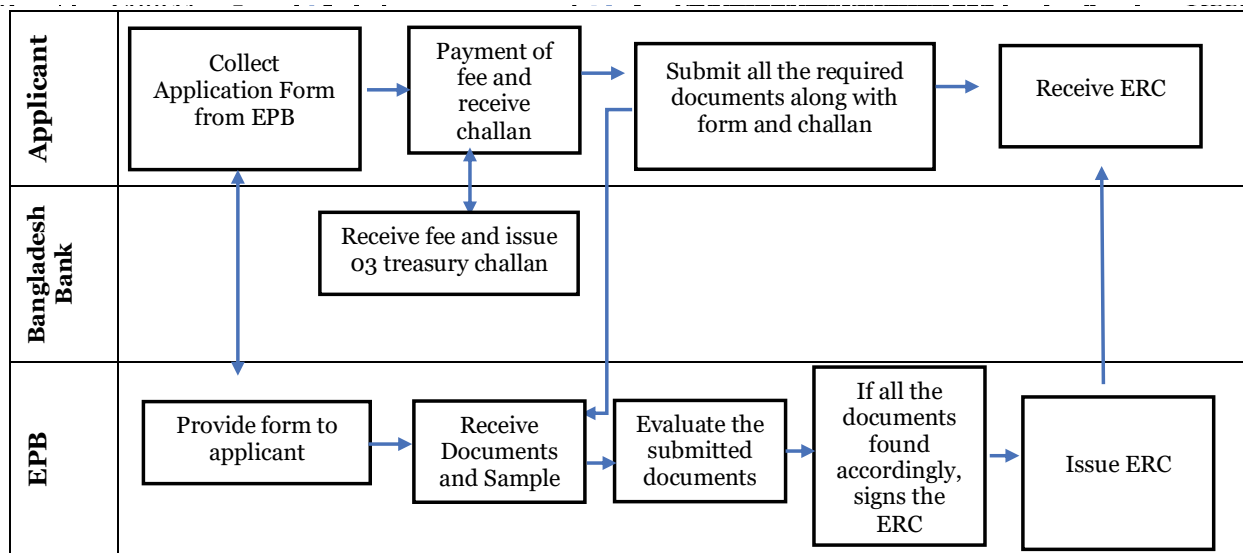 Applicant
Collect
Application Form
from EPB
Payment of
fee and
receive
challan
Submit all the required
documents along with
form and challan
Receive ERC
Bangladesh
Bank
Receive fee and issue
03 treasury challan
EPB
Provide form to
applicant
Receive
Documents
and Sample
Evaluate the
submitted
documents
If all the
documents
found
accordingly,
signs the
ERC
Issue ERC